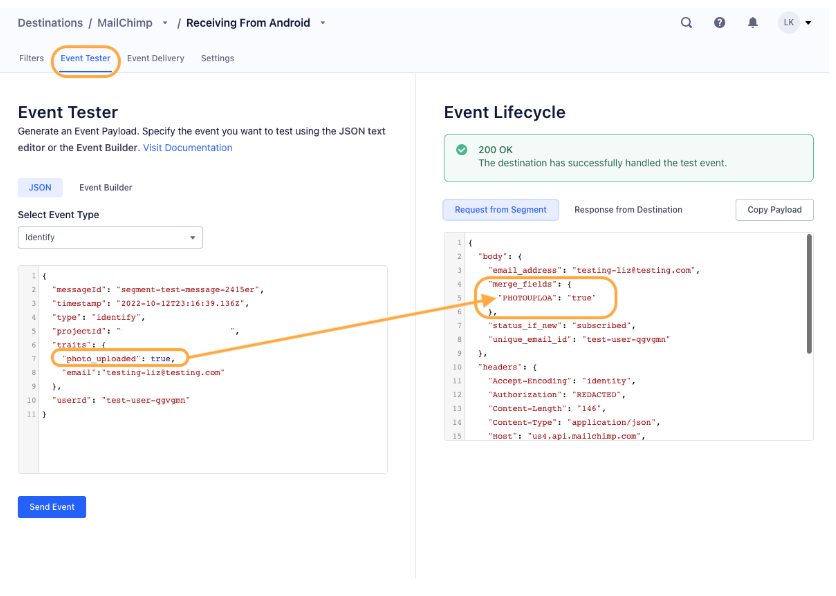 Destinations / MailChimp / Receiving From Android
LK
Filters Event Tester Event Delivery Settings
Event Tester
Generate an Event Payload. Specify the event you want to test using the JSON text
editor or the Event Builder. Visit Documentation
JSON Event Builder
Select Event Type
Identify
1 {
2 "messageId": "segment-test-message-2415er",
3 "timestamp": "2022-10-12T23:16:39.136Z",
4 "type": "identify",
5 "projectId": " ",
6 "traits": {
7 "photo_uploaded": true,
8 "email":"testing-liz@testing.com"
9 },
10 "userId": "test-user-qgvgmn"
11 }
Send Event
Event Lifecycle
200 OK
The destination has successfully handled the test event.
Request from Segment Response from Destination Copy Payload
1 {
2 "body": {
3 "email_address": "testing-liz@testing.com",
4 "merge_fields": {
5 "PHOTOUPLOA": "true"
6 },
7 "status_if_new": "subscribed",
8 "unique_email_id": "test-user-qgvgmn"
9 },
10 "headers": {
11 "Accept-Encoding": "identity",
12 "Authorization": "REDACTED",
13 "Content-Length": "146",
14 "Content-Type": "application/json",
15 "Host": "us4.api.mailchimp.com",